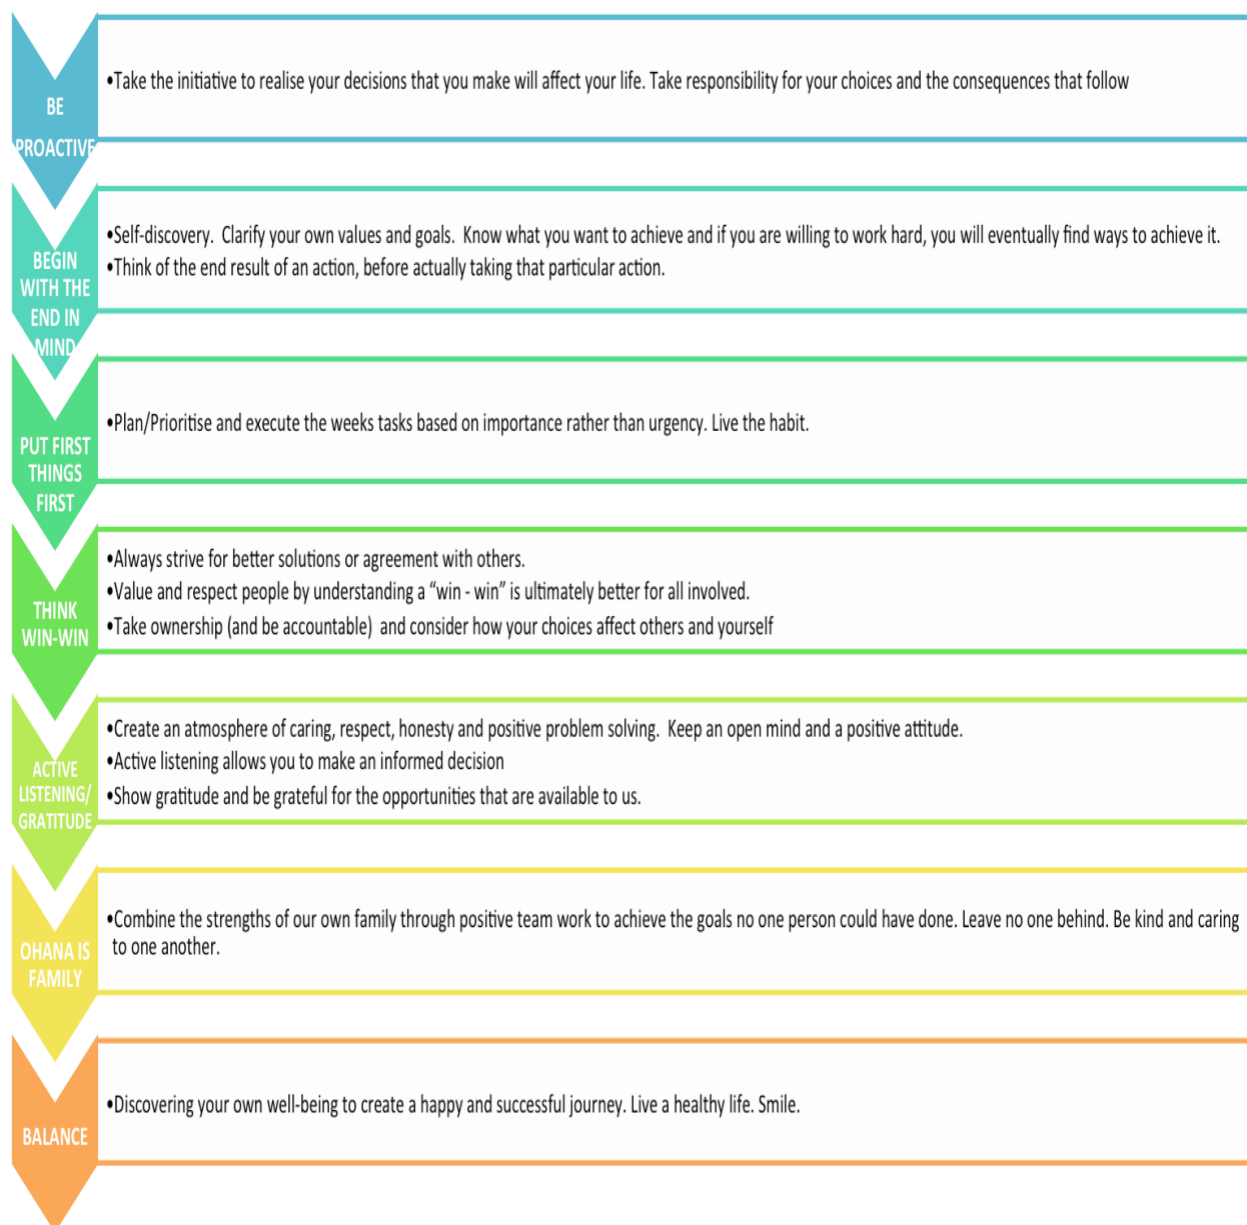 BE
PROACTIVE
•Take the initiative to realise your decisions that you make will affect your life. Take responsibility for your choices and the consequences that follow
BEGIN
WITH THE
END IN
MIND
•Self-discovery.  Clarify your own values and goals.  Know what you want to achieve and if you are willing to work hard, you will eventually find ways to achieve it.
•Think of the end result of an action, before actually taking that particular action.
PUT FIRST
THINGS
FIRST
•Plan/Prioritise and execute the weeks tasks based on importance rather than urgency. Live the habit.
THINK
WIN-WIN
•Always strive for better solutions or agreement with others.
•Value and respect people by understanding a “win - win” is ultimately better for all involved.
•Take ownership (and be accountable)  and consider how your choices affect others and yourself
ACTIVE
LISTENING/
GRATITUDE
•Create an atmosphere of caring, respect, honesty and positive problem solving.  Keep an open mind and a positive attitude.
•Active listening allows you to make an informed decision
•Show gratitude and be grateful for the opportunities that are available to us.
OHANA IS
FAMILY
•Combine the strengths of our own family through positive team work to achieve the goals no one person could have done. Leave no one behind. Be kind and caring
to one another.
BALANCE
•Discovering your own well-being to create a happy and successful journey. Live a healthy life. Smile.